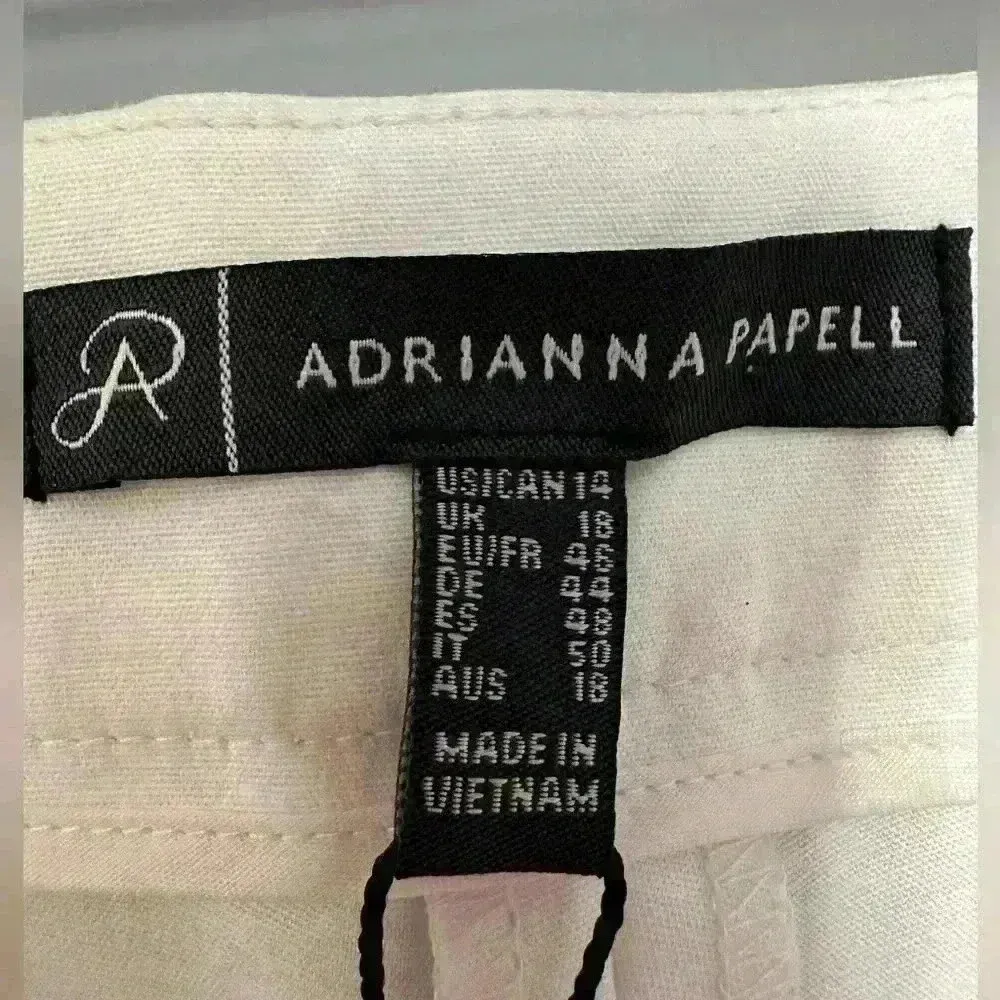 AP
ADRIANNA PAPELL
US/CAN 14
UK 18
EU/FR 46
DE 44
ES 48
IT 50
AUS 18
MADE IN
VIETNAM